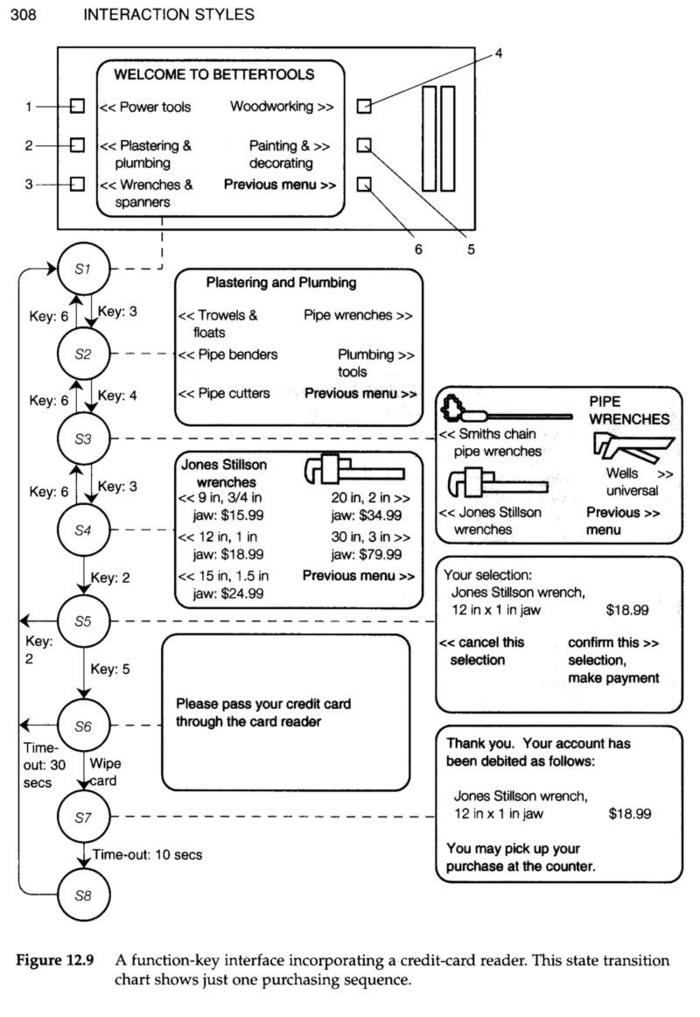 308 INTERACTION STYLES
4
WELCOME TO BETTERTOOLS
1 << Power tools Woodworking >>
2 << Plastering & Painting & >>
plumbing decorating
3 << Wrenches & Previous menu >>
spanners
6 5
S1
Key: 6 Key: 3
Plastering and Plumbing
<< Trowels & Pipe wrenches >>
floats
S2
<< Pipe benders Plumbing >>
tools
<< Pipe cutters Previous menu >>
Key: 6 Key: 4
S3
PIPE
WRENCHES
<< Smiths chain
pipe wrenches
Wells >>
universal
<< Jones Stillson Previous >>
wrenches menu
Key: 6 Key: 3
Jones Stillson
wrenches
<< 9 in, 3/4 in 20 in, 2 in >>
jaw: $15.99 jaw: $34.99
<< 12 in, 1 in 30 in, 3 in >>
jaw: $18.99 jaw: $79.99
<< 15 in, 1.5 in Previous menu >>
jaw: $24.99
S4
Key: 2
S5
Your selection:
Jones Stillson wrench,
12 in x 1 in jaw $18.99
<< cancel this confirm this >>
selection selection,
make payment
Key:
2
Key: 5
Please pass your credit card
through the card reader
S6
Time-
out: 30
secs
Wipe
card
Thank you. Your account has
been debited as follows:
Jones Stillson wrench,
12 in x 1 in jaw $18.99
You may pick up your
purchase at the counter.
S7
Time-out: 10 secs
S8
Figure 12.9 A function-key interface incorporating a credit-card reader. This state transition
chart shows just one purchasing sequence.